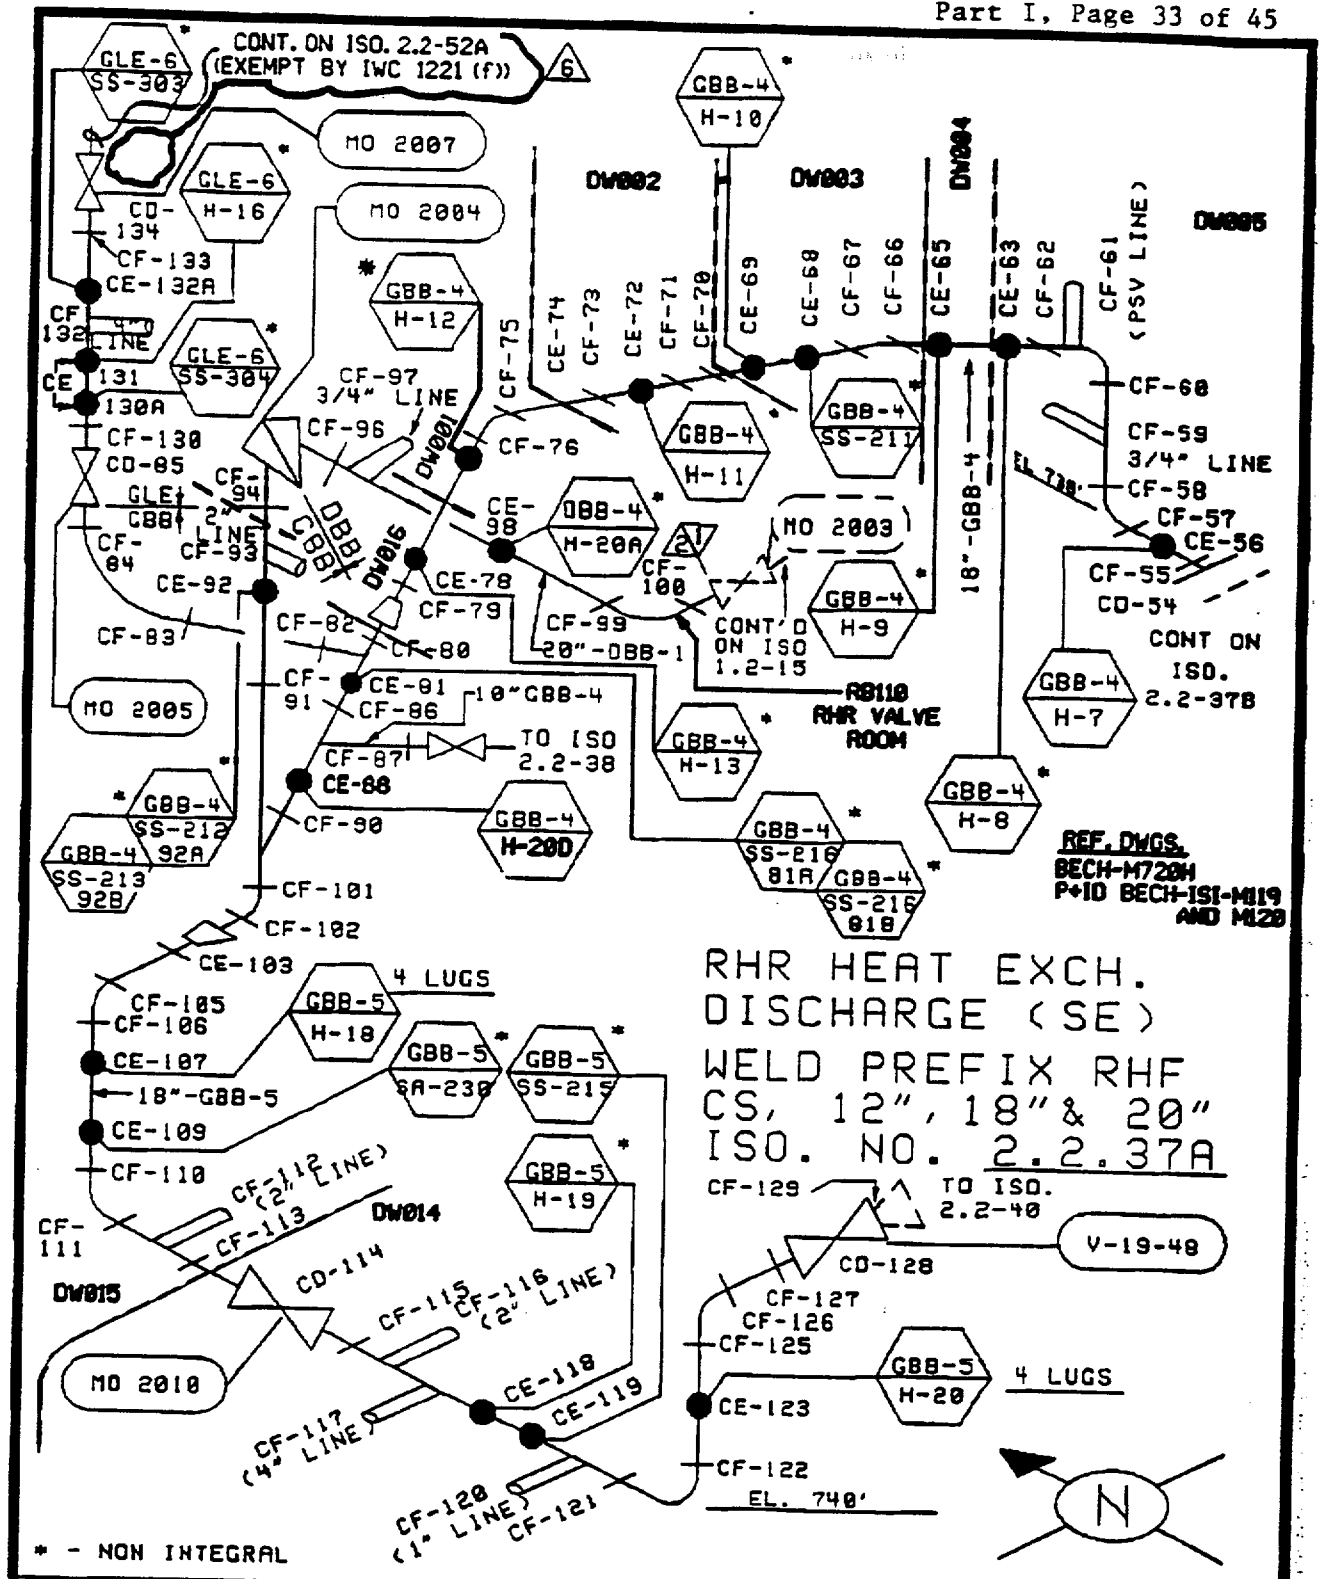 Part I, Page 33 of 45
GLE-6
SS-303
*
CONT. ON ISO. 2.2-52A
(EXEMPT BY IWC 1221 (f))
6
GBB-4
H-10
*
MO 2007
GLE-6
H-16
*
MO 2004
DW002
DW003
DW004
DW005
CD-
134
CF-133
CE-132A
CF
132
4"
LINE
CE
131
130A
GLE-6
SS-304
*
*
GBB-4
H-12
CF-75
CE-74
CF-73
CE-72
CF-71
CF-70
CE-69
CE-68
CF-67
CF-66
CE-65
CE-63
CF-62
CF-61
(PSV LINE)
CF-97
3/4" LINE
CF-96
DW001
CF-76
CF-130
CD-85
GLE
GBB
CF-
94
2"
LINE
CF-93
DBB
GBB
DW016
CF-
84
CE-92
CF-83
CF-82
GBB-4
H-11
*
GBB-4
SS-211
*
18"-GBB-4
CF-60
CF-59
3/4" LINE
CF-58
EL 738'
CF-57
CE-56
CF-55
CD-54
CONT ON
ISO.
2.2-37B
CE-
98
DBB-4
H-20A
*
2
MO 2003
CF-
100
CE-78
CF-79
CF-80
CF-99
20"-DBB-1
CONT'D
ON ISO
1.2-15
GBB-4
H-9
*
RB110
RHR VALVE
ROOM
GBB-4
H-7
MO 2005
CF-
91
CE-81
CF-86
10"GBB-4
CF-87
TO ISO
2.2-38
GBB-4
H-13
*
CE-88
CF-90
GBB-4
H-20D
GBB-4
H-8
*
*
GBB-4
SS-212
92A
*
GBB-4
SS-213
92B
GBB-4
SS-216
81A
*
GBB-4
SS-216
81B
*
REF. DWGS.
BECH-M720H
P+ID BECH-ISI-M119
AND M120
CF-101
CF-102
CE-103
CF-105
CF-106
CE-107
18"-GBB-5
CE-109
CF-110
GBB-5
H-18
4 LUGS
GBB-5
SA-230
*
GBB-5
SS-215
*
GBB-5
H-19
*
RHR HEAT EXCH.
DISCHARGE (SE)
WELD PREFIX RHF
CS, 12", 18" & 20"
ISO. NO. 2.2.37A
CF-129
TO ISO.
2.2-40
V-19-48
CD-128
CF-127
CF-126
CF-125
CF-112
(2" LINE)
CF-113
DW014
CF-
111
DW015
CD-114
CF-115
CF-116
(2" LINE)
MO 2010
CE-118
CE-119
CF-117
(4" LINE)
CF-120
(1" LINE)
CF-121
GBB-5
H-20
4 LUGS
CE-123
CF-122
EL. 740'
N
* - NON INTEGRAL